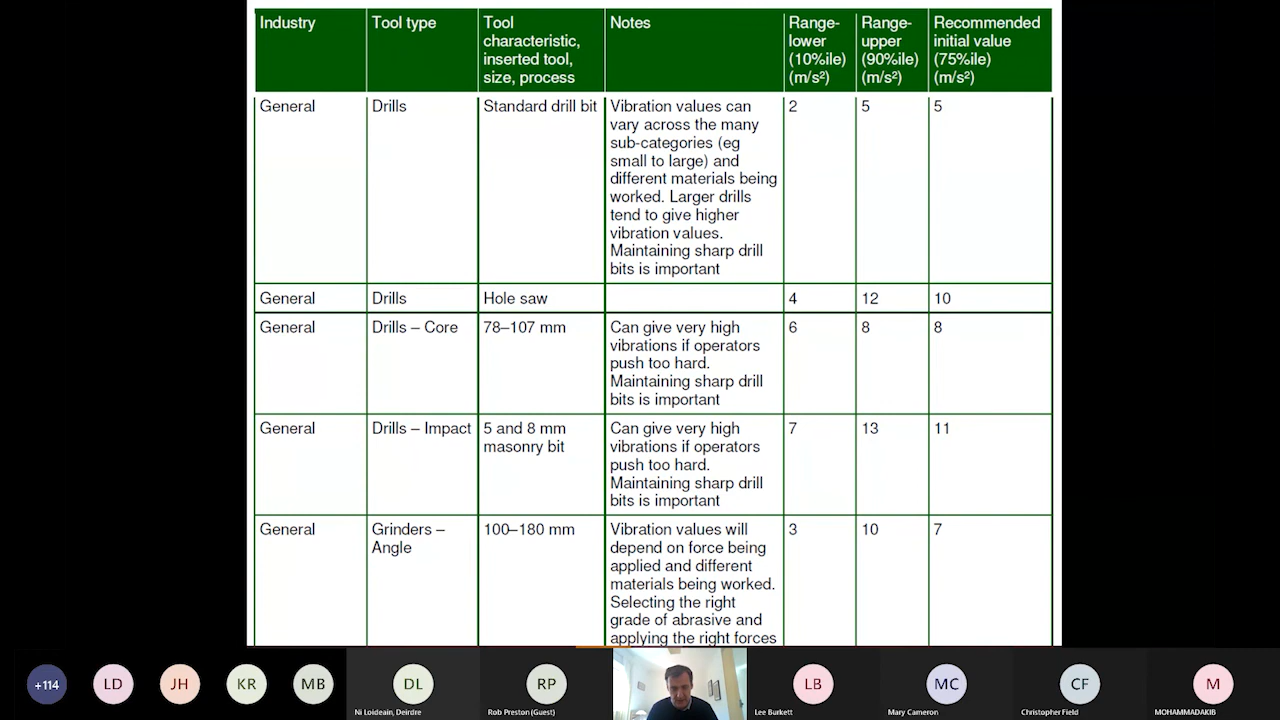 Industry
Tool type
Tool
characteristic,
inserted tool,
size, process
Notes
Range-
lower
(10%ile)
(m/s²)
Range-
upper
(90%ile)
(m/s²)
Recommended
initial value
(75%ile)
(m/s²)
General
Drills
Standard drill bit
Vibration values can
vary across the many
sub-categories (eg
small to large) and
different materials being
worked. Larger drills
tend to give higher
vibration values.
Maintaining sharp drill
bits is important
2
5
5
General
Drills
Hole saw
4
12
10
General
Drills – Core
78–107 mm
Can give very high
vibrations if operators
push too hard.
Maintaining sharp drill
bits is important
6
8
8
General
Drills – Impact
5 and 8 mm
masonry bit
Can give very high
vibrations if operators
push too hard.
Maintaining sharp drill
bits is important
7
13
11
General
Grinders –
Angle
100–180 mm
Vibration values will
depend on force being
applied and different
materials being worked.
Selecting the right
grade of abrasive and
applying the right forces
3
10
7
+114
LD
JH
KR
MB
DL
Ni Loideain, Deirdre
RP
Rob Preston (Guest)
LB
Lee Burkett
MC
Mary Cameron
CF
Christopher Field
M
MOHAMMADAKIB